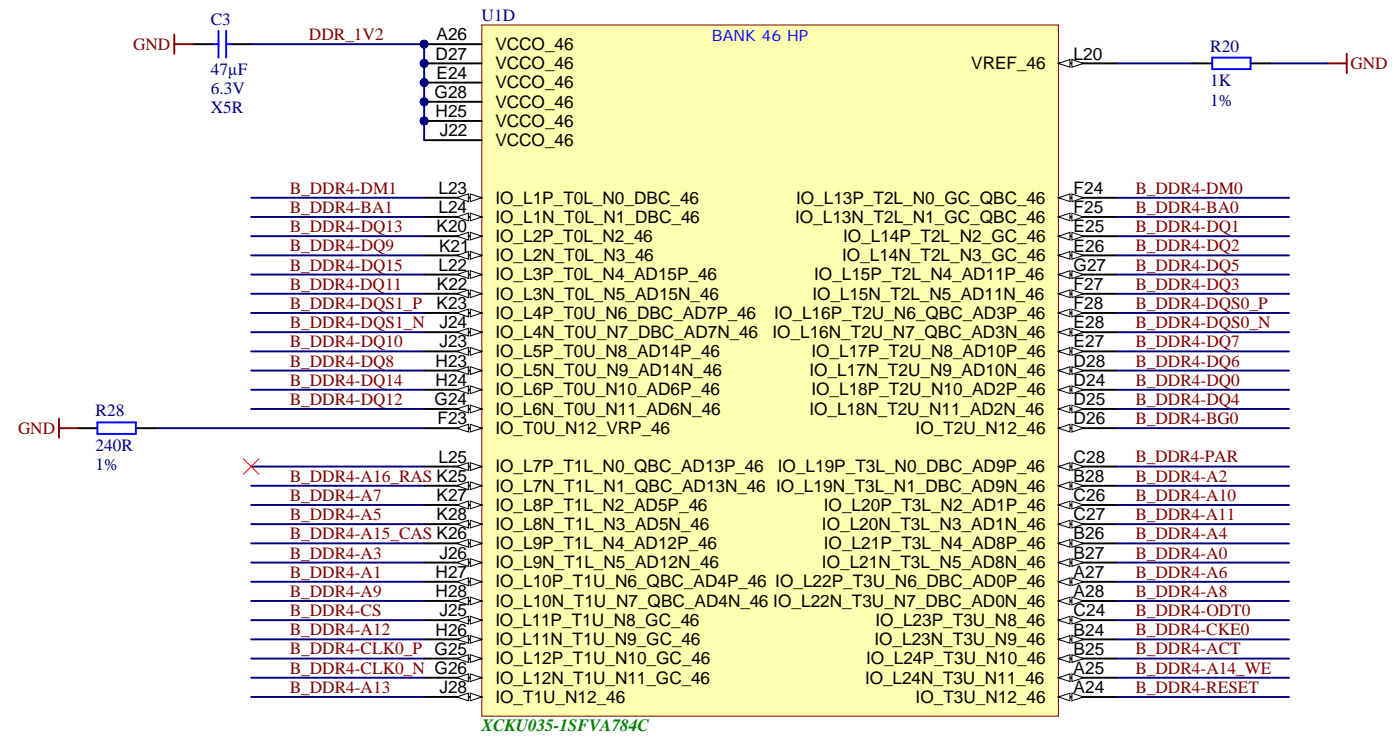 U1D
BANK 46 HP
C3
GND
DDR_1V2
47µF
6.3V
X5R
A26 VCCO_46
D27 VCCO_46
E24 VCCO_46
G28 VCCO_46
H25 VCCO_46
J22 VCCO_46
VREF_46 L20
R20
1K
1%
GND
B_DDR4-DM1 L23 IO_L1P_T0L_N0_DBC_46 IO_L13P_T2L_N0_GC_QBC_46 F24 B_DDR4-DM0
B_DDR4-BA1 L24 IO_L1N_T0L_N1_DBC_46 IO_L13N_T2L_N1_GC_QBC_46 F25 B_DDR4-BA0
B_DDR4-DQ13 K20 IO_L2P_T0L_N2_46 IO_L14P_T2L_N2_GC_46 E25 B_DDR4-DQ1
B_DDR4-DQ9 K21 IO_L2N_T0L_N3_46 IO_L14N_T2L_N3_GC_46 E26 B_DDR4-DQ2
B_DDR4-DQ15 L22 IO_L3P_T0L_N4_AD15P_46 IO_L15P_T2L_N4_AD11P_46 G27 B_DDR4-DQ5
B_DDR4-DQ11 K22 IO_L3N_T0L_N5_AD15N_46 IO_L15N_T2L_N5_AD11N_46 F27 B_DDR4-DQ3
B_DDR4-DQS1_P K23 IO_L4P_T0U_N6_DBC_AD7P_46 IO_L16P_T2U_N6_QBC_AD3P_46 F28 B_DDR4-DQS0_P
B_DDR4-DQS1_N J24 IO_L4N_T0U_N7_DBC_AD7N_46 IO_L16N_T2U_N7_QBC_AD3N_46 E28 B_DDR4-DQS0_N
B_DDR4-DQ10 J23 IO_L5P_T0U_N8_AD14P_46 IO_L17P_T2U_N8_AD10P_46 E27 B_DDR4-DQ7
B_DDR4-DQ8 H23 IO_L5N_T0U_N9_AD14N_46 IO_L17N_T2U_N9_AD10N_46 D28 B_DDR4-DQ6
B_DDR4-DQ14 H24 IO_L6P_T0U_N10_AD6P_46 IO_L18P_T2U_N10_AD2P_46 D24 B_DDR4-DQ0
B_DDR4-DQ12 G24 IO_L6N_T0U_N11_AD6N_46 IO_L18N_T2U_N11_AD2N_46 D25 B_DDR4-DQ4
R28
GND F23 IO_T0U_N12_VRP_46 IO_T2U_N12_46 D26 B_DDR4-BG0
240R
1%
L25 IO_L7P_T1L_N0_QBC_AD13P_46 IO_L19P_T3L_N0_DBC_AD9P_46 C28 B_DDR4-PAR
B_DDR4-A16_RAS K25 IO_L7N_T1L_N1_QBC_AD13N_46 IO_L19N_T3L_N1_DBC_AD9N_46 B28 B_DDR4-A2
B_DDR4-A7 K27 IO_L8P_T1L_N2_AD5P_46 IO_L20P_T3L_N2_AD1P_46 C26 B_DDR4-A10
B_DDR4-A5 K28 IO_L8N_T1L_N3_AD5N_46 IO_L20N_T3L_N3_AD1N_46 C27 B_DDR4-A11
B_DDR4-A15_CAS K26 IO_L9P_T1L_N4_AD12P_46 IO_L21P_T3L_N4_AD8P_46 B26 B_DDR4-A4
B_DDR4-A3 J26 IO_L9N_T1L_N5_AD12N_46 IO_L21N_T3L_N5_AD8N_46 B27 B_DDR4-A0
B_DDR4-A1 H27 IO_L10P_T1U_N6_QBC_AD4P_46 IO_L22P_T3U_N6_DBC_AD0P_46 A27 B_DDR4-A6
B_DDR4-A9 H28 IO_L10N_T1U_N7_QBC_AD4N_46 IO_L22N_T3U_N7_DBC_AD0N_46 A28 B_DDR4-A8
B_DDR4-CS J25 IO_L11P_T1U_N8_GC_46 IO_L23P_T3U_N8_46 C24 B_DDR4-ODT0
B_DDR4-A12 H26 IO_L11N_T1U_N9_GC_46 IO_L23N_T3U_N9_46 B24 B_DDR4-CKE0
B_DDR4-CLK0_P G25 IO_L12P_T1U_N10_GC_46 IO_L24P_T3U_N10_46 B25 B_DDR4-ACT
B_DDR4-CLK0_N G26 IO_L12N_T1U_N11_GC_46 IO_L24N_T3U_N11_46 A25 B_DDR4-A14_WE
B_DDR4-A13 J28 IO_T1U_N12_46 IO_T3U_N12_46 A24 B_DDR4-RESET
XCKU035-1SFVA784C